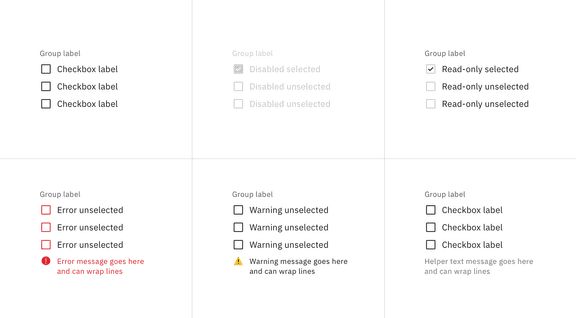 Group label
Checkbox label
Checkbox label
Checkbox label
Group label
Disabled selected
Disabled unselected
Disabled unselected
Group label
Read-only selected
Read-only unselected
Read-only unselected
Group label
Error unselected
Error unselected
Error unselected
Error message goes here
and can wrap lines
Group label
Warning unselected
Warning unselected
Warning unselected
Warning message goes here
and can wrap lines
Group label
Checkbox label
Checkbox label
Checkbox label
Helper text message goes here
and can wrap lines